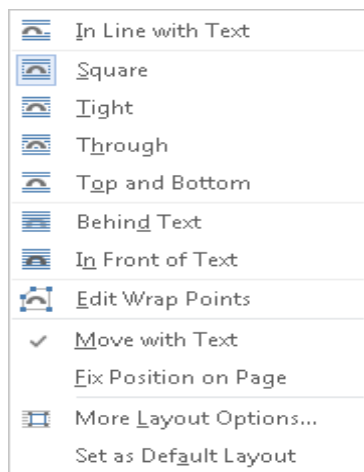 In Line with Text
Square
Tight
Through
Top and Bottom
Behind Text
In Front of Text
Edit Wrap Points
Move with Text
Fix Position on Page
More Layout Options...
Set as Default Layout